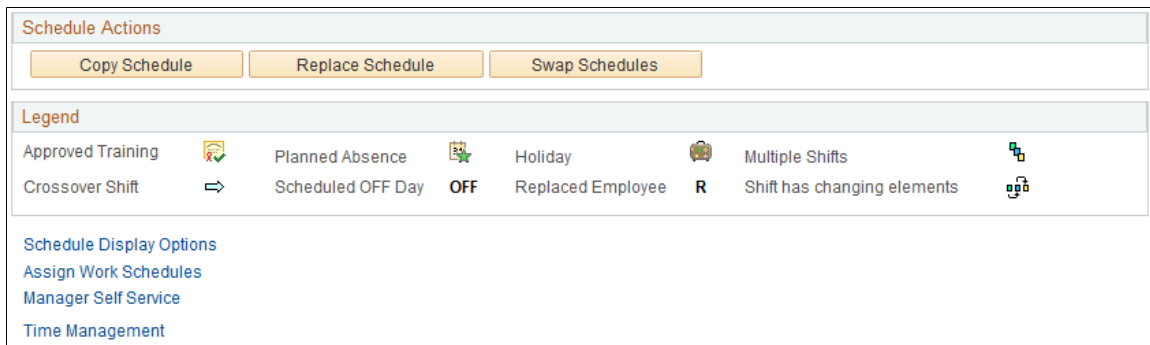 Schedule Actions
Copy Schedule Replace Schedule Swap Schedules
Legend
Approved Training Planned Absence Holiday Multiple Shifts
Crossover Shift Scheduled OFF Day OFF Replaced Employee R Shift has changing elements
Schedule Display Options
Assign Work Schedules
Manager Self Service
Time Management